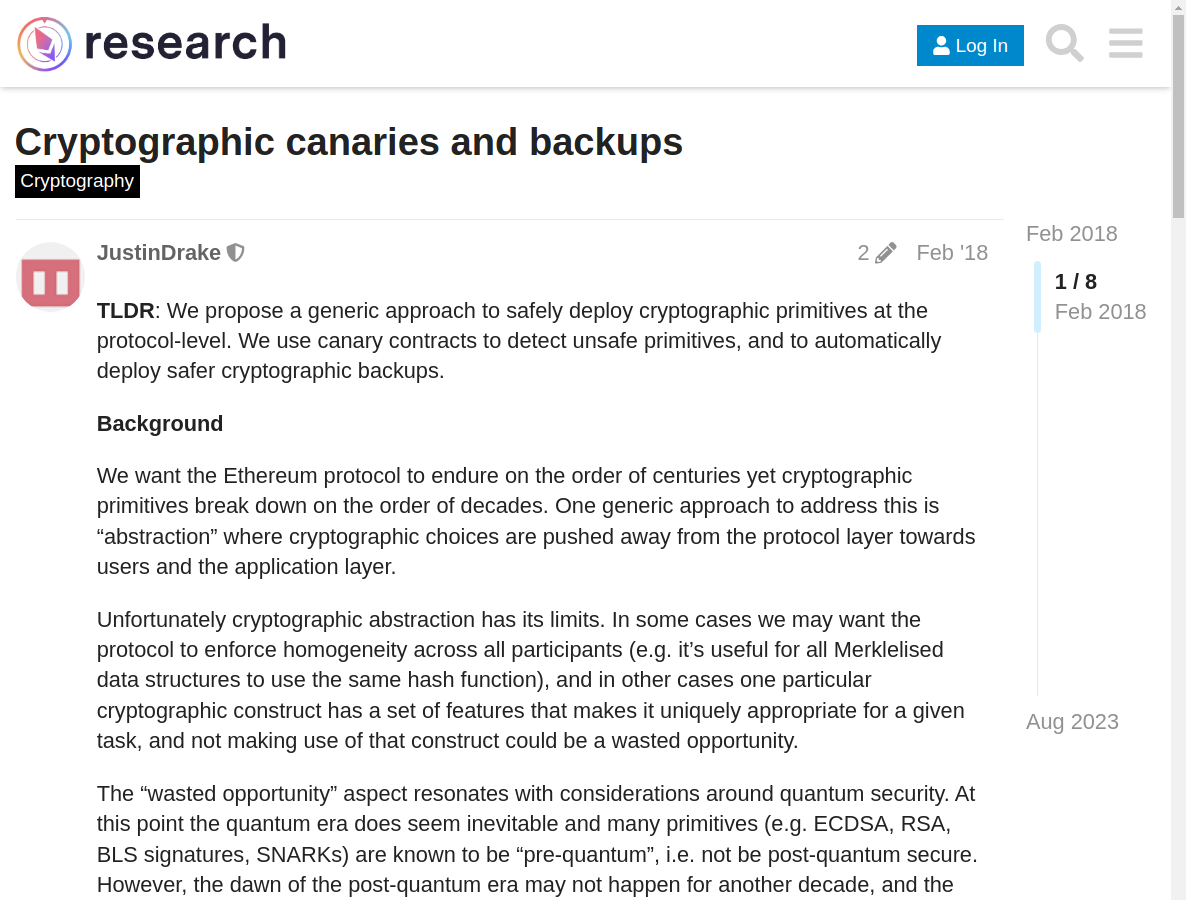 research
Log In
Cryptographic canaries and backups
Cryptography
JustinDrake
2
Feb '18
TLDR: We propose a generic approach to safely deploy cryptographic primitives at the
protocol-level. We use canary contracts to detect unsafe primitives, and to automatically
deploy safer cryptographic backups.
Background
We want the Ethereum protocol to endure on the order of centuries yet cryptographic
primitives break down on the order of decades. One generic approach to address this is
“abstraction” where cryptographic choices are pushed away from the protocol layer towards
users and the application layer.
Unfortunately cryptographic abstraction has its limits. In some cases we may want the
protocol to enforce homogeneity across all participants (e.g. it’s useful for all Merklelised
data structures to use the same hash function), and in other cases one particular
cryptographic construct has a set of features that makes it uniquely appropriate for a given
task, and not making use of that construct could be a wasted opportunity.
The “wasted opportunity” aspect resonates with considerations around quantum security. At
this point the quantum era does seem inevitable and many primitives (e.g. ECDSA, RSA,
BLS signatures, SNARKs) are known to be “pre-quantum”, i.e. not be post-quantum secure.
However, the dawn of the post-quantum era may not happen for another decade, and the
Feb 2018
1 / 8
Feb 2018
Aug 2023